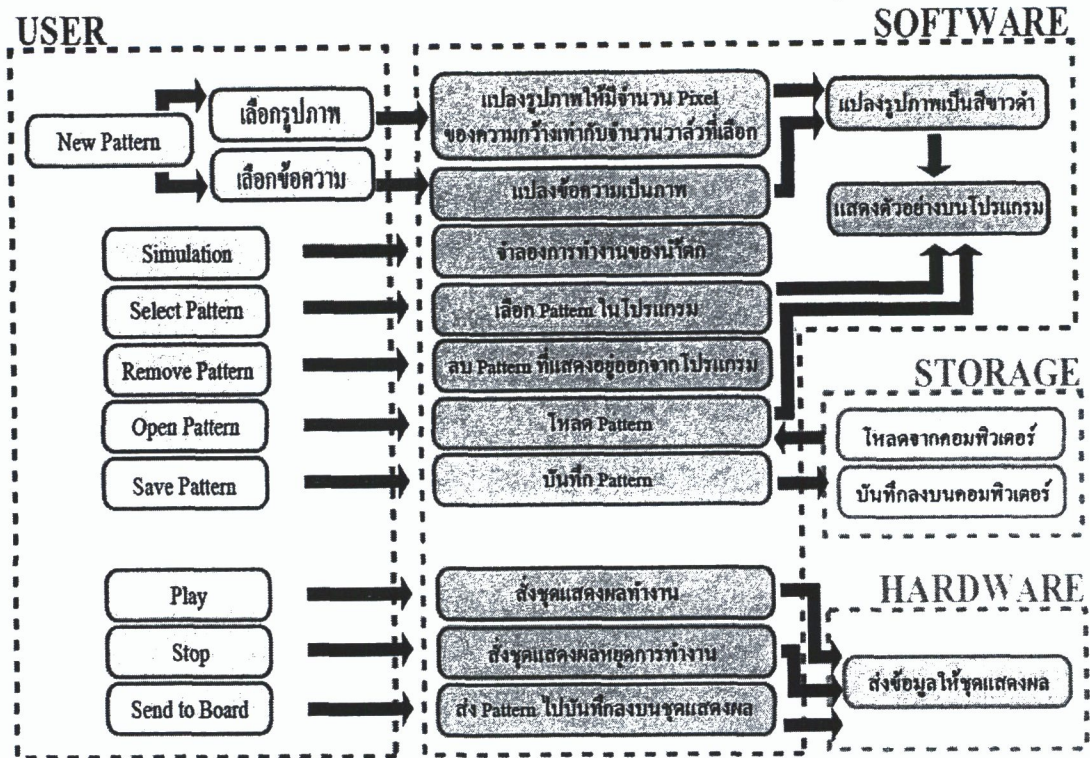 USER
SOFTWARE
New Pattern
เลือกรูปภาพ
เลือกข้อความ
แปลงรูปภาพให้มีจำนวน Pixel
ของความกว้างเท่ากับจำนวนวาล์วที่เลือก
แปลงรูปภาพเป็นสีขาวดำ
แปลงข้อความเป็นภาพ
แสดงตัวอย่างบนโปรแกรม
Simulation
จำลองการทำงานของน้ำตก
Select Pattern
เลือก Pattern ในโปรแกรม
Remove Pattern
ลบ Pattern ที่แสดงอยู่ออกจากโปรแกรม
STORAGE
Open Pattern
โหลด Pattern
โหลดจากคอมพิวเตอร์
Save Pattern
บันทึก Pattern
บันทึกลงบนคอมพิวเตอร์
HARDWARE
Play
สั่งชุดแสดงผลทำงาน
Stop
สั่งชุดแสดงผลหยุดการทำงาน
ส่งข้อมูลให้ชุดแสดงผล
Send to Board
ส่ง Pattern ไปบันทึกลงบนชุดแสดงผล